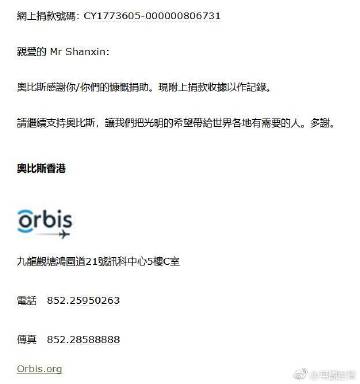 網上捐款號碼: CY1773605-000000806731
親愛的 Mr Shanxin:
奧比斯感謝你/你們的慷慨捐助。現附上捐款收據以作記錄。
請繼續支持奧比斯，讓我們把光明的希望帶給世界各地有需要的人。多謝。
奧比斯香港
orbis
九龍觀塘鴻圖道21號訊科中心5樓C室
電話 852.25950263
傳真 852.28588888
Orbis.org